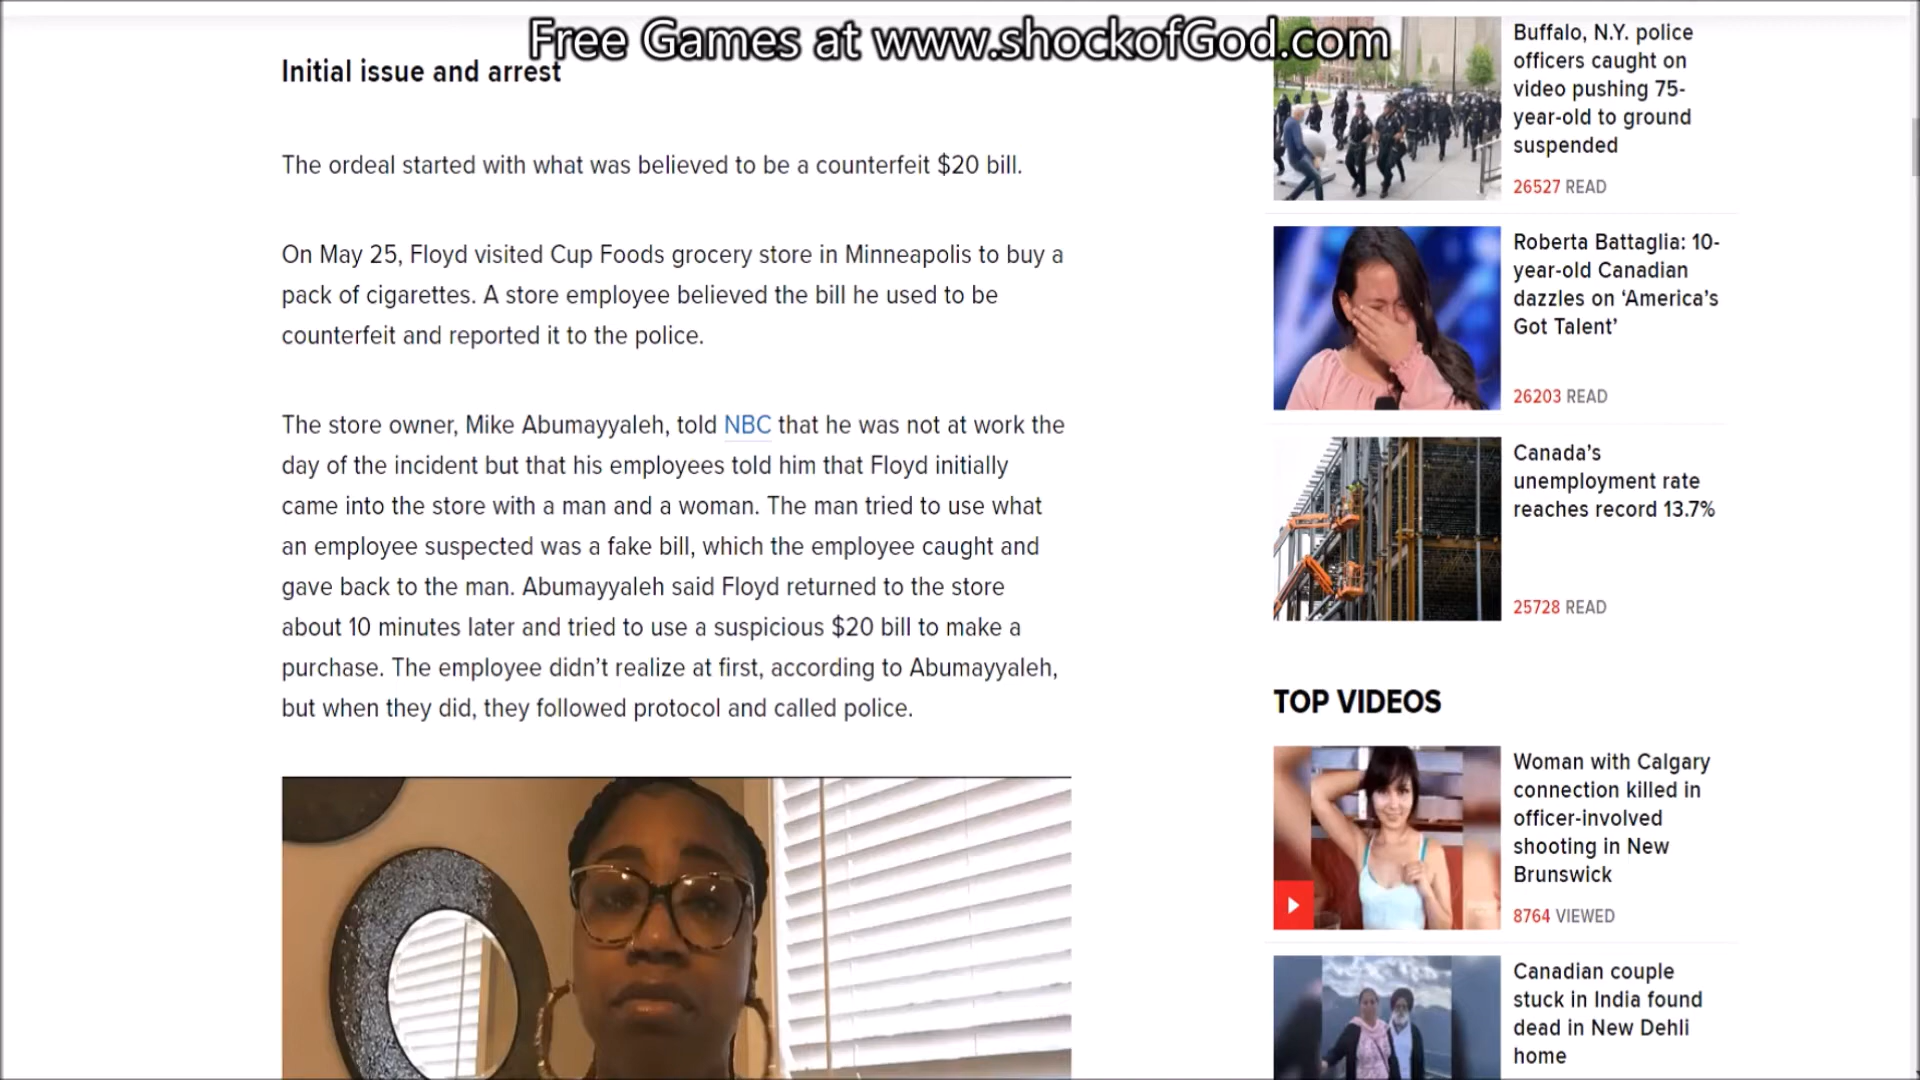 Free Games at www.shockofGod.com
Initial issue and arrest
The ordeal started with what was believed to be a counterfeit $20 bill.
On May 25, Floyd visited Cup Foods grocery store in Minneapolis to buy a
pack of cigarettes. A store employee believed the bill he used to be
counterfeit and reported it to the police.
The store owner, Mike Abumayyaleh, told NBC that he was not at work the
day of the incident but that his employees told him that Floyd initially
came into the store with a man and a woman. The man tried to use what
an employee suspected was a fake bill, which the employee caught and
gave back to the man. Abumayyaleh said Floyd returned to the store
about 10 minutes later and tried to use a suspicious $20 bill to make a
purchase. The employee didn’t realize at first, according to Abumayyaleh,
but when they did, they followed protocol and called police.
Buffalo, N.Y. police
officers caught on
video pushing 75-
year-old to ground
suspended
26527 READ
Roberta Battaglia: 10-
year-old Canadian
dazzles on ‘America’s
Got Talent’
26203 READ
Canada’s
unemployment rate
reaches record 13.7%
25728 READ
TOP VIDEOS
Woman with Calgary
connection killed in
officer-involved
shooting in New
Brunswick
8764 VIEWED
Canadian couple
stuck in India found
dead in New Dehli
home